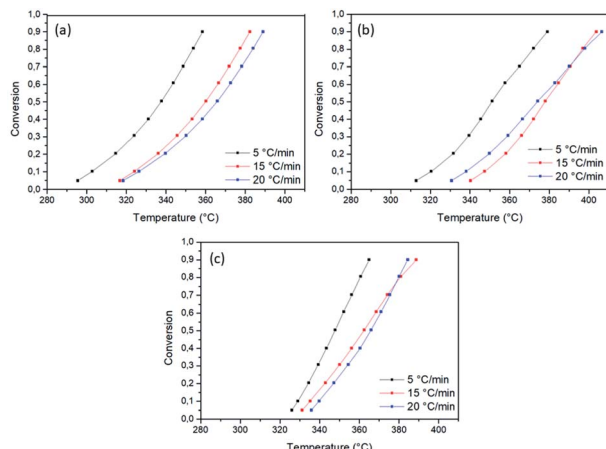 (a)
0,9
0,8
0,7
0,6
0,5
0,4
0,3
0,2
0,1
0,0
Conversion
5 °C/min
15 °C/min
20 °C/min
280 300 320 340 360 380 400
Temperature (°C)
(b)
1,0
0,9
0,8
0,7
0,6
0,5
0,4
0,3
0,2
0,1
0,0
Conversion
5 °C/min
15 °C/min
20 °C/min
280 300 320 340 360 380 400
Temperature (°C)
(c)
1,0
0,9
0,8
0,7
0,6
0,5
0,4
0,3
0,2
0,1
0,0
Conversion
5 °C/min
15 °C/min
20 °C/min
280 300 320 340 360 380 400
Temperature (°C)